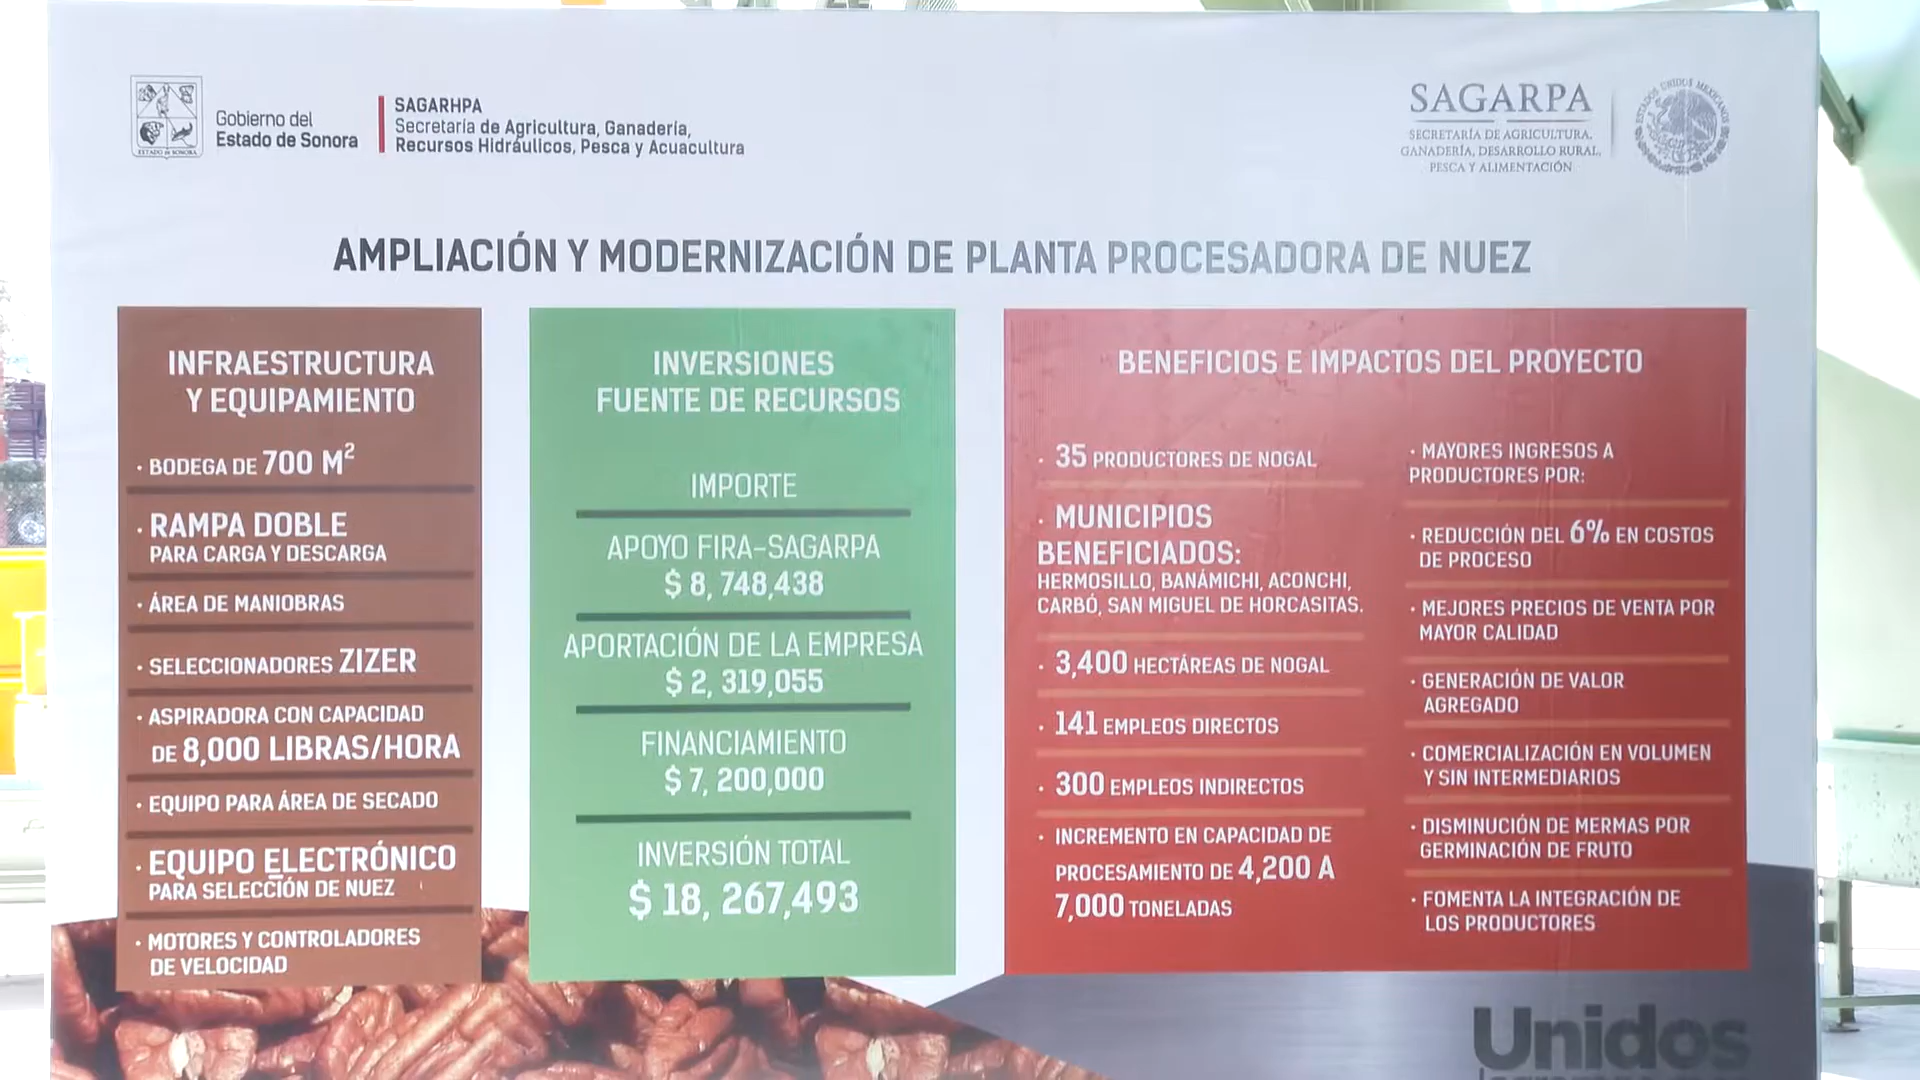 Gobierno del
Estado de Sonora
ESTADO de SONORA
SAGARHPA
Secretaría de Agricultura, Ganadería,
Recursos Hidráulicos, Pesca y Acuacultura
SAGARPA
SECRETARÍA DE AGRICULTURA,
GANADERÍA, DESARROLLO RURAL,
PESCA Y ALIMENTACIÓN
ESTADOS UNIDOS MEXICANOS
AMPLIACIÓN Y MODERNIZACIÓN DE PLANTA PROCESADORA DE NUEZ
INFRAESTRUCTURA
Y EQUIPAMIENTO
· BODEGA DE 700 M²
· RAMPA DOBLE
PARA CARGA Y DESCARGA
· ÁREA DE MANIOBRAS
· SELECCIONADORES ZIZER
· ASPIRADORA CON CAPACIDAD
DE 8,000 LIBRAS/HORA
· EQUIPO PARA ÁREA DE SECADO
· EQUIPO ELECTRÓNICO
PARA SELECCIÓN DE NUEZ
· MOTORES Y CONTROLADORES
DE VELOCIDAD
INVERSIONES
FUENTE DE RECURSOS
IMPORTE
APOYO FIRA-SAGARPA
$ 8, 748,438
APORTACIÓN DE LA EMPRESA
$ 2, 319,055
FINANCIAMIENTO
$ 7, 200,000
INVERSIÓN TOTAL
$ 18, 267,493
BENEFICIOS E IMPACTOS DEL PROYECTO
· 35 PRODUCTORES DE NOGAL
· MUNICIPIOS
BENEFICIADOS:
HERMOSILLO, BANÁMICHI, ACONCHI,
CARBÓ, SAN MIGUEL DE HORCASITAS.
· 3,400 HECTÁREAS DE NOGAL
· 141 EMPLEOS DIRECTOS
· 300 EMPLEOS INDIRECTOS
· INCREMENTO EN CAPACIDAD DE
PROCESAMIENTO DE 4,200 A
7,000 TONELADAS
· MAYORES INGRESOS A
PRODUCTORES POR:
· REDUCCIÓN DEL 6% EN COSTOS
DE PROCESO
· MEJORES PRECIOS DE VENTA POR
MAYOR CALIDAD
· GENERACIÓN DE VALOR
AGREGADO
· COMERCIALIZACIÓN EN VOLUMEN
Y SIN INTERMEDIARIOS
· DISMINUCIÓN DE MERMAS POR
GERMINACIÓN DE FRUTO
· FOMENTA LA INTEGRACIÓN DE
LOS PRODUCTORES
Unidos